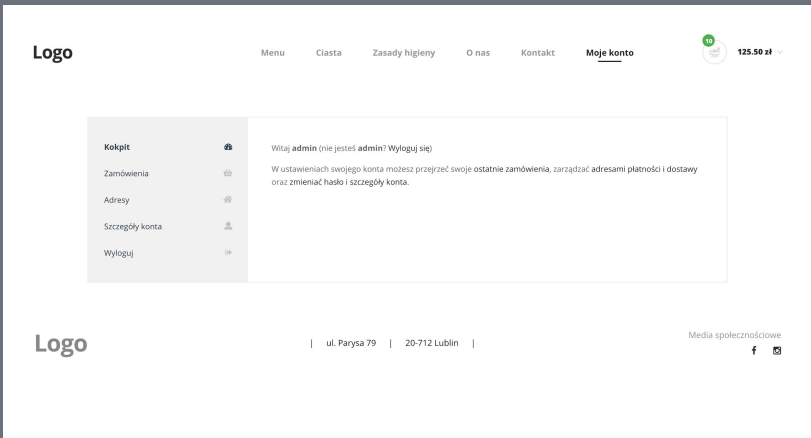 Logo
Menu Ciasta Zasady higieny O nas Kontakt Moje konto
10
125.50 zł
Kokpit
Zamówienia
Adresy
Szczegóły konta
Wyloguj
Witaj admin (nie jesteś admin? Wyloguj się)
W ustawieniach swojego konta możesz przejrzeć swoje ostatnie zamówienia, zarządzać adresami płatności i dostawy
oraz zmieniać hasło i szczegóły konta.
Logo
| ul. Parysa 79 | 20-712 Lublin |
Media społecznościowe